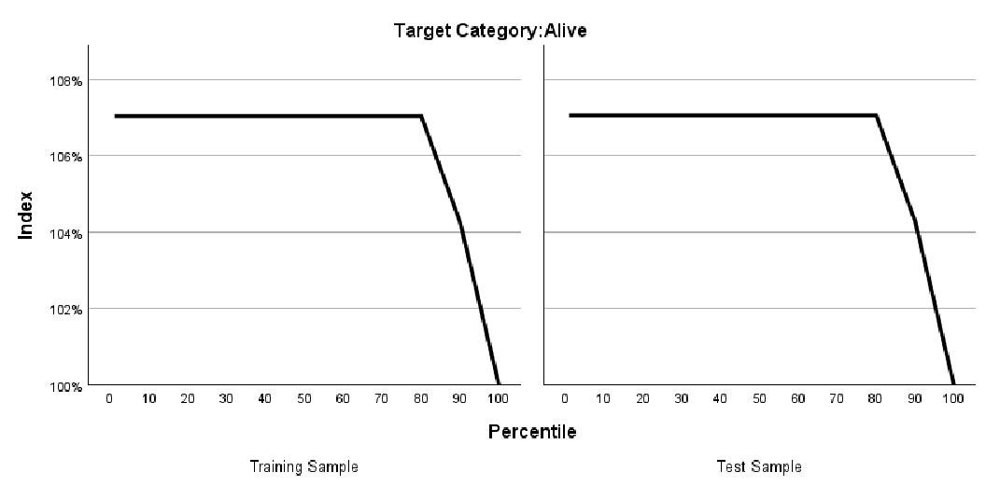 Target Category:Alive
108%
106%
104%
102%
100%
Index
0 10 20 30 40 50 60 70 80 90 100
0 10 20 30 40 50 60 70 80 90 100
Percentile
Training Sample
Test Sample